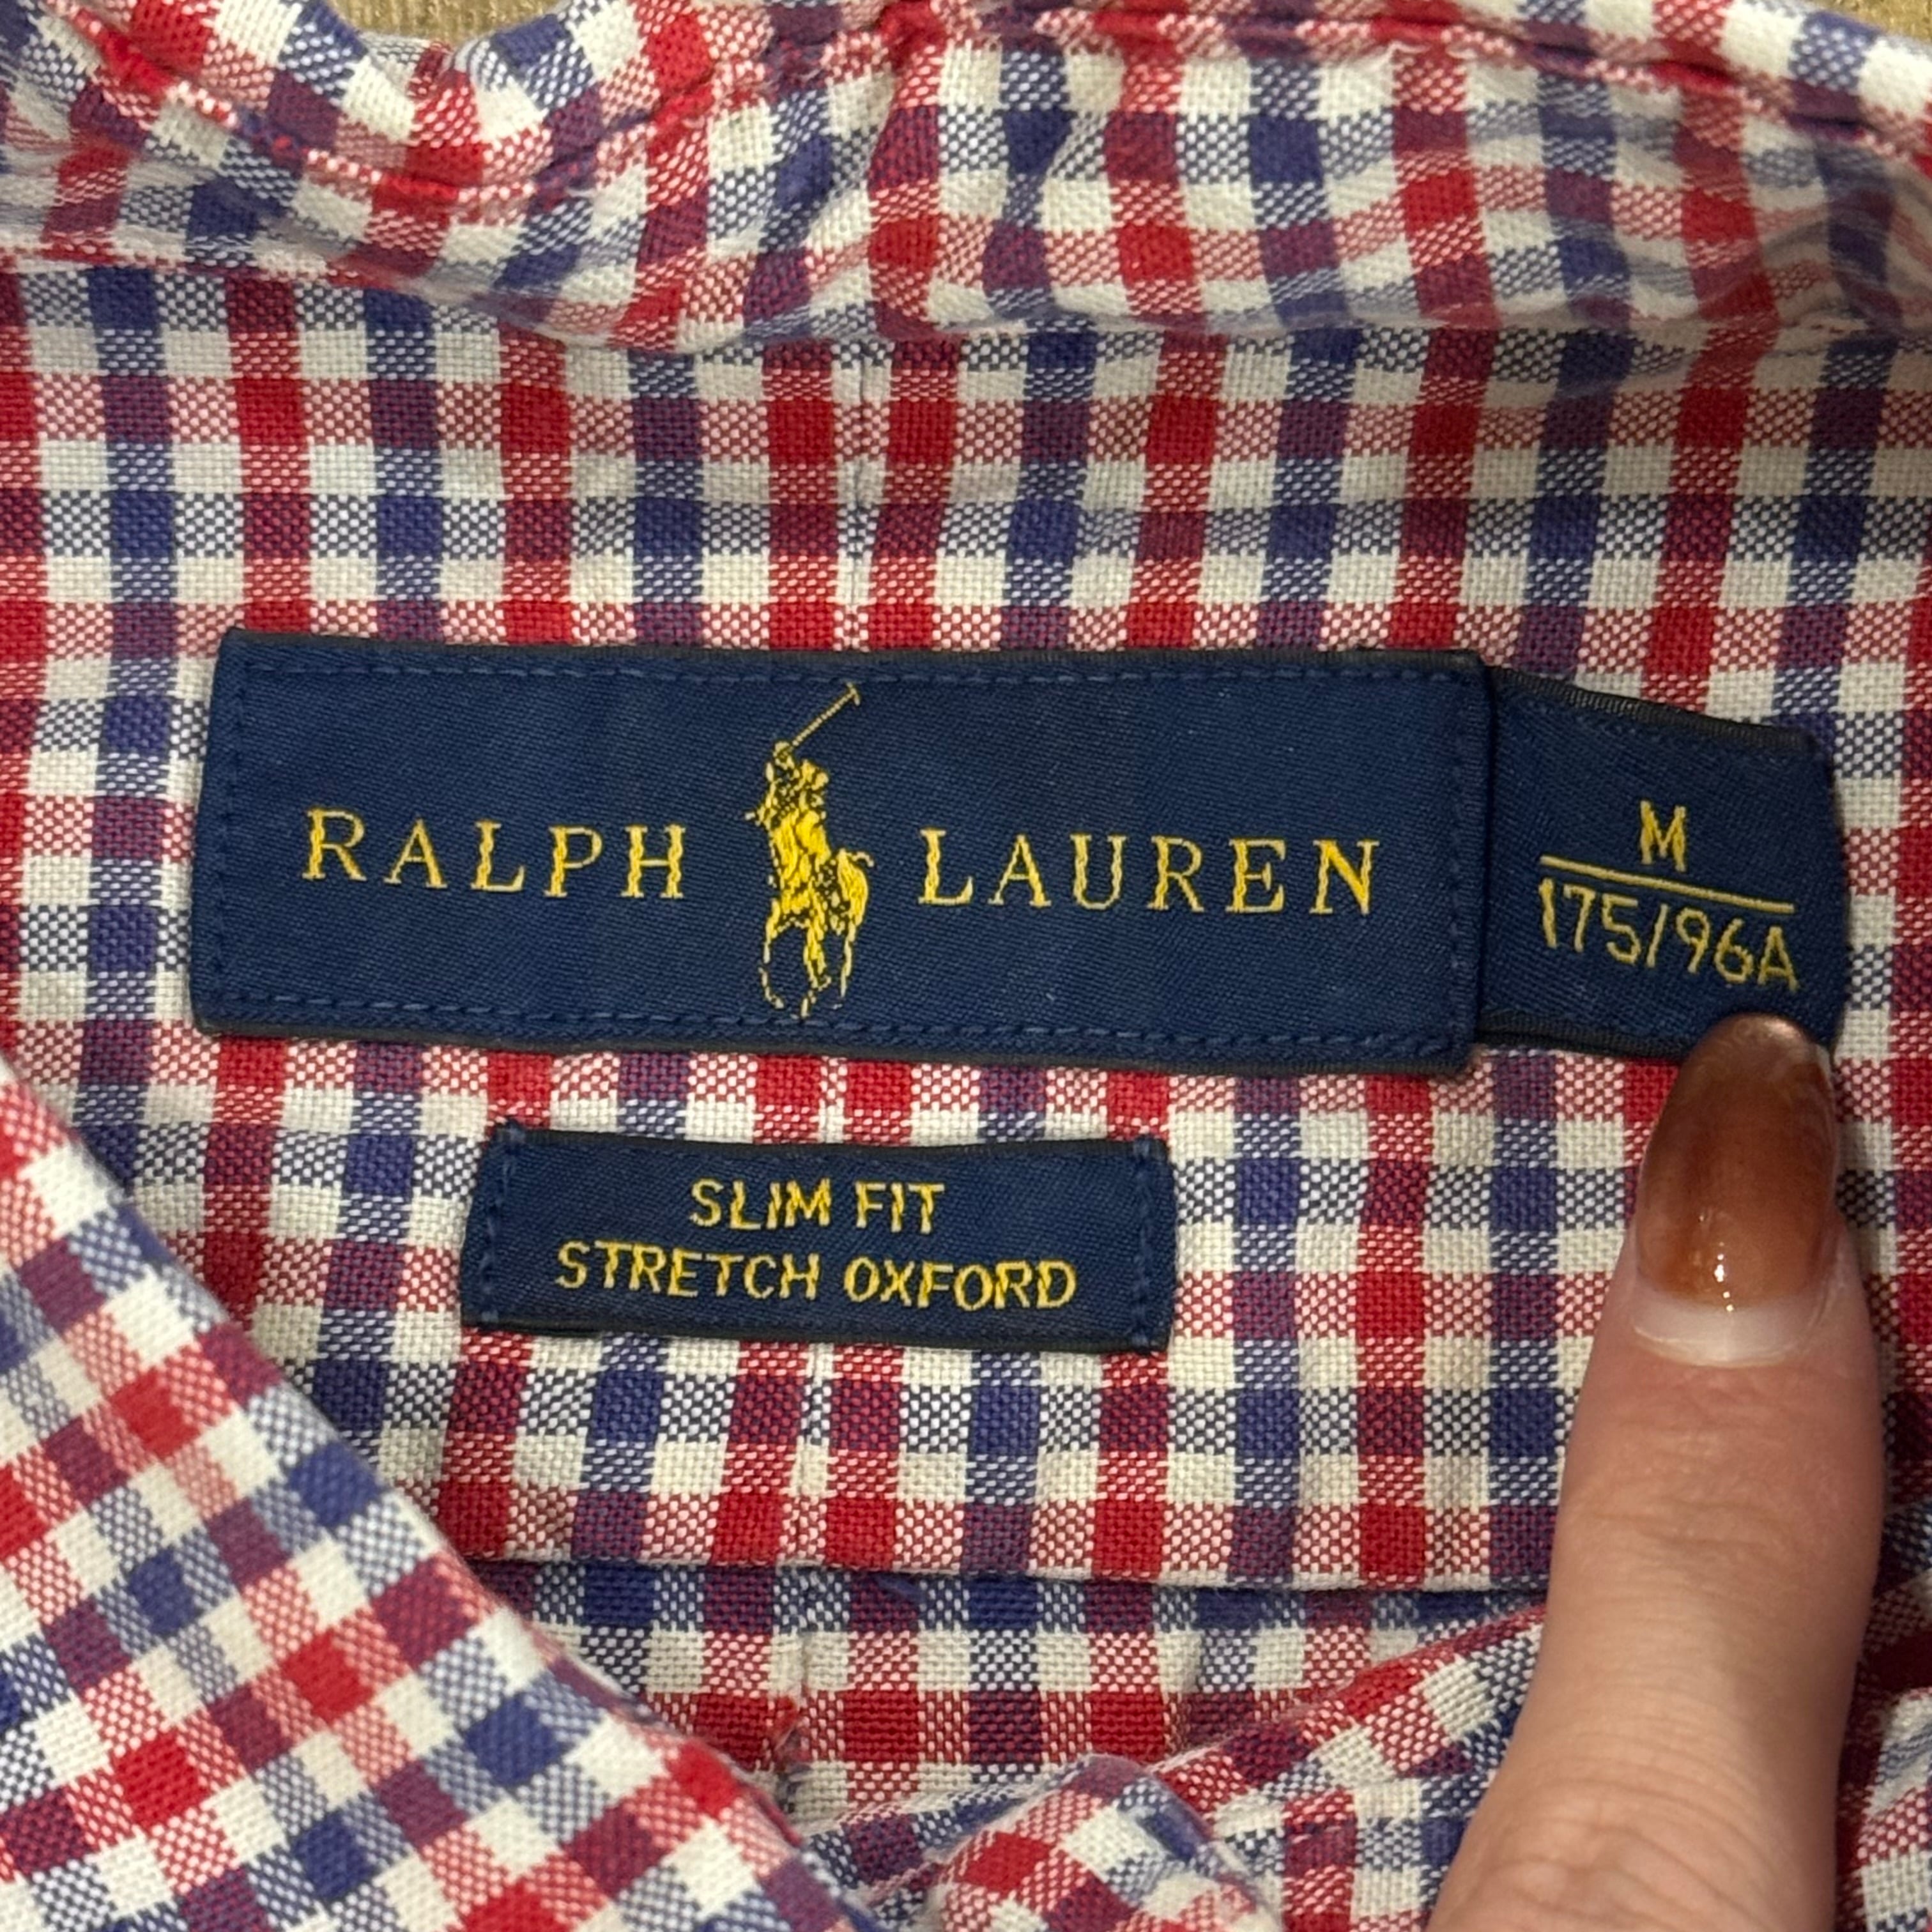 RALPH LAUREN
M
175/96A
SLIM FIT
STRETCH OXFORD